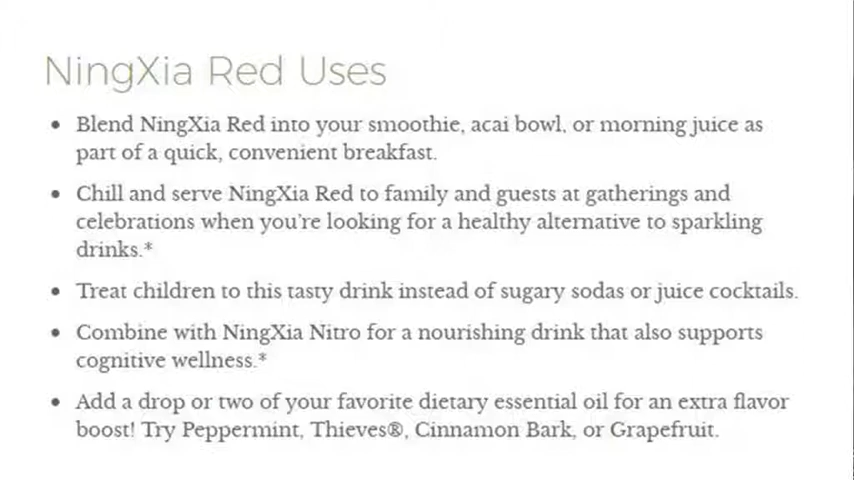 NingXia Red Uses
• Blend NingXia Red into your smoothie, acai bowl, or morning juice as
part of a quick, convenient breakfast.
• Chill and serve NingXia Red to family and guests at gatherings and
celebrations when you're looking for a healthy alternative to sparkling
drinks.*
• Treat children to this tasty drink instead of sugary sodas or juice cocktails.
• Combine with NingXia Nitro for a nourishing drink that also supports
cognitive wellness.*
• Add a drop or two of your favorite dietary essential oil for an extra flavor
boost! Try Peppermint, Thieves®, Cinnamon Bark, or Grapefruit.